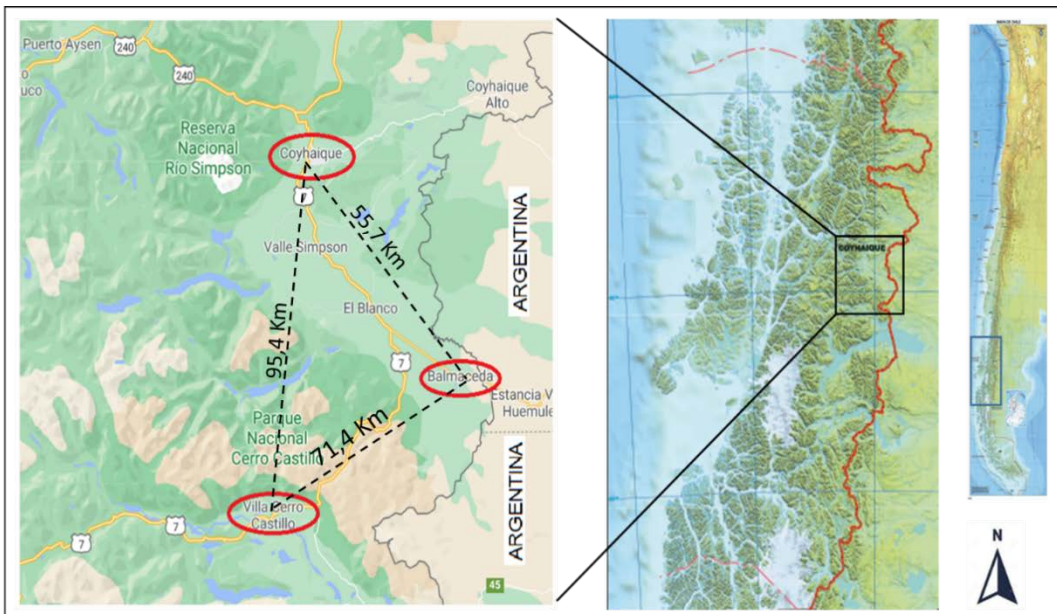 Puerto Aysen
240
240
Coyhaique
Alto
Reserva
Nacional
Río Simpson
Coyhaique
7
55,7 Km
ARGENTINA
Valle Simpson
El Blanco
95,4 Km
7
Balmaceda
Estancia V
Huemule
Parque
Nacional
Cerro Castillo
71,4 Km
ARGENTINA
Villa Cerro
Castillo
7
7
45
COYHAIQUE
N